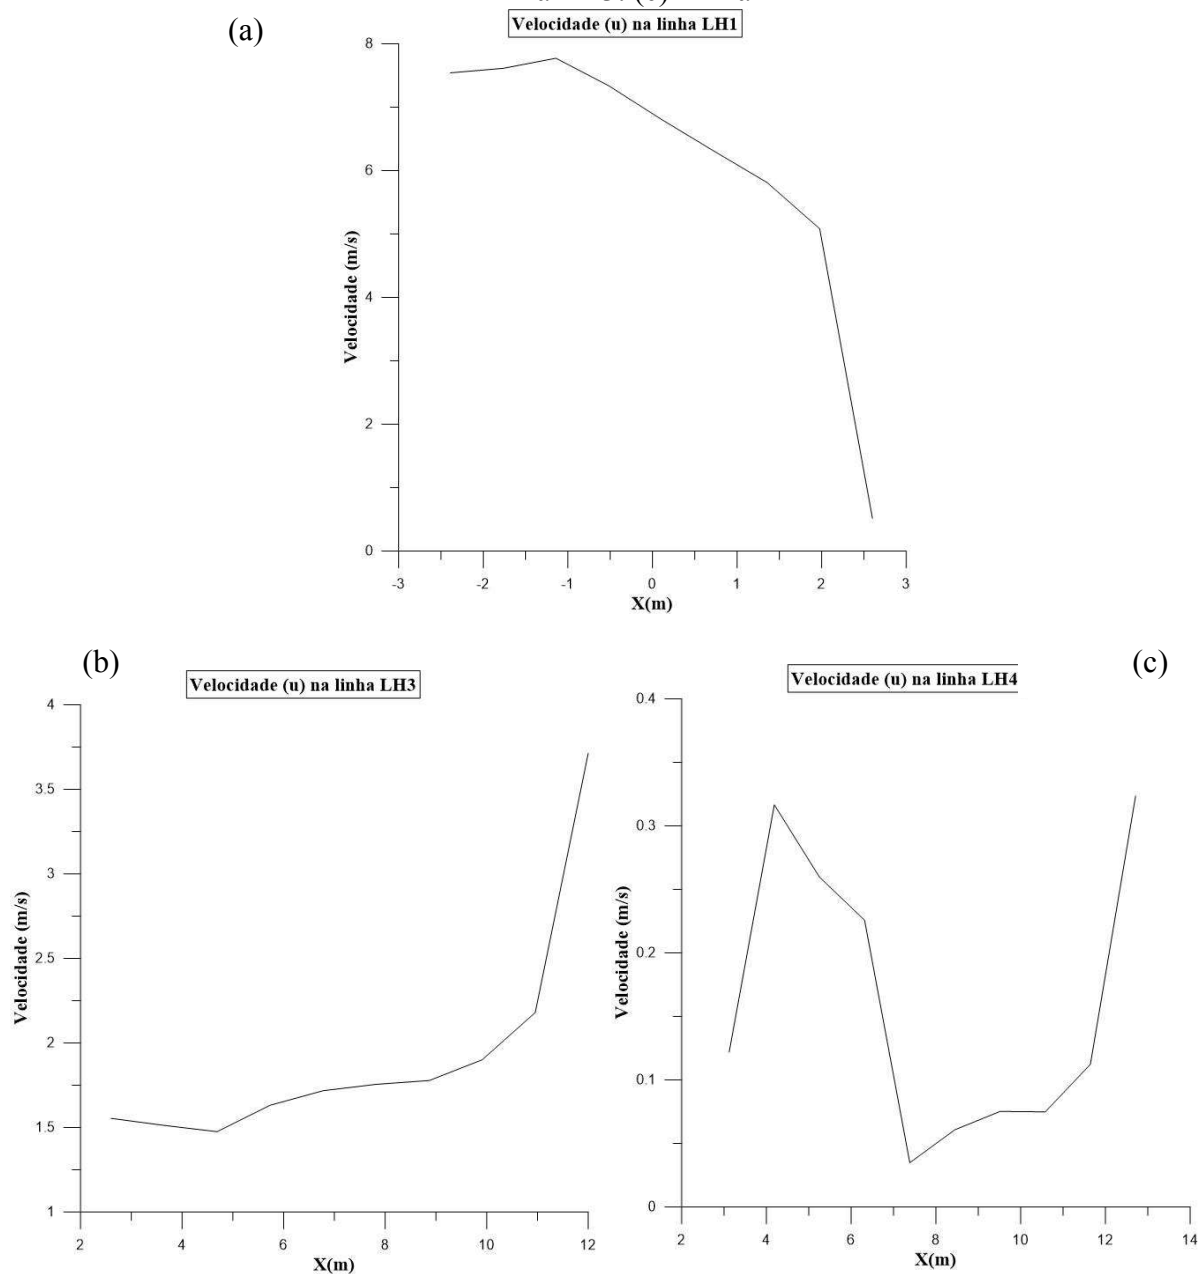 (a)
Velocidade (u) na linha LH1
8
6
4
2
0
Velocidade (m/s)
-3 -2 -1 0 1 2 3
X(m)
(b)
Velocidade (u) na linha LH3
4
3.5
3
2.5
2
1.5
1
Velocidade (m/s)
2 4 6 8 10 12
X(m)
(c)
Velocidade (u) na linha LH4
0.4
0.3
0.2
0.1
0
Velocidade (m/s)
2 4 6 8 10 12 14
X(m)